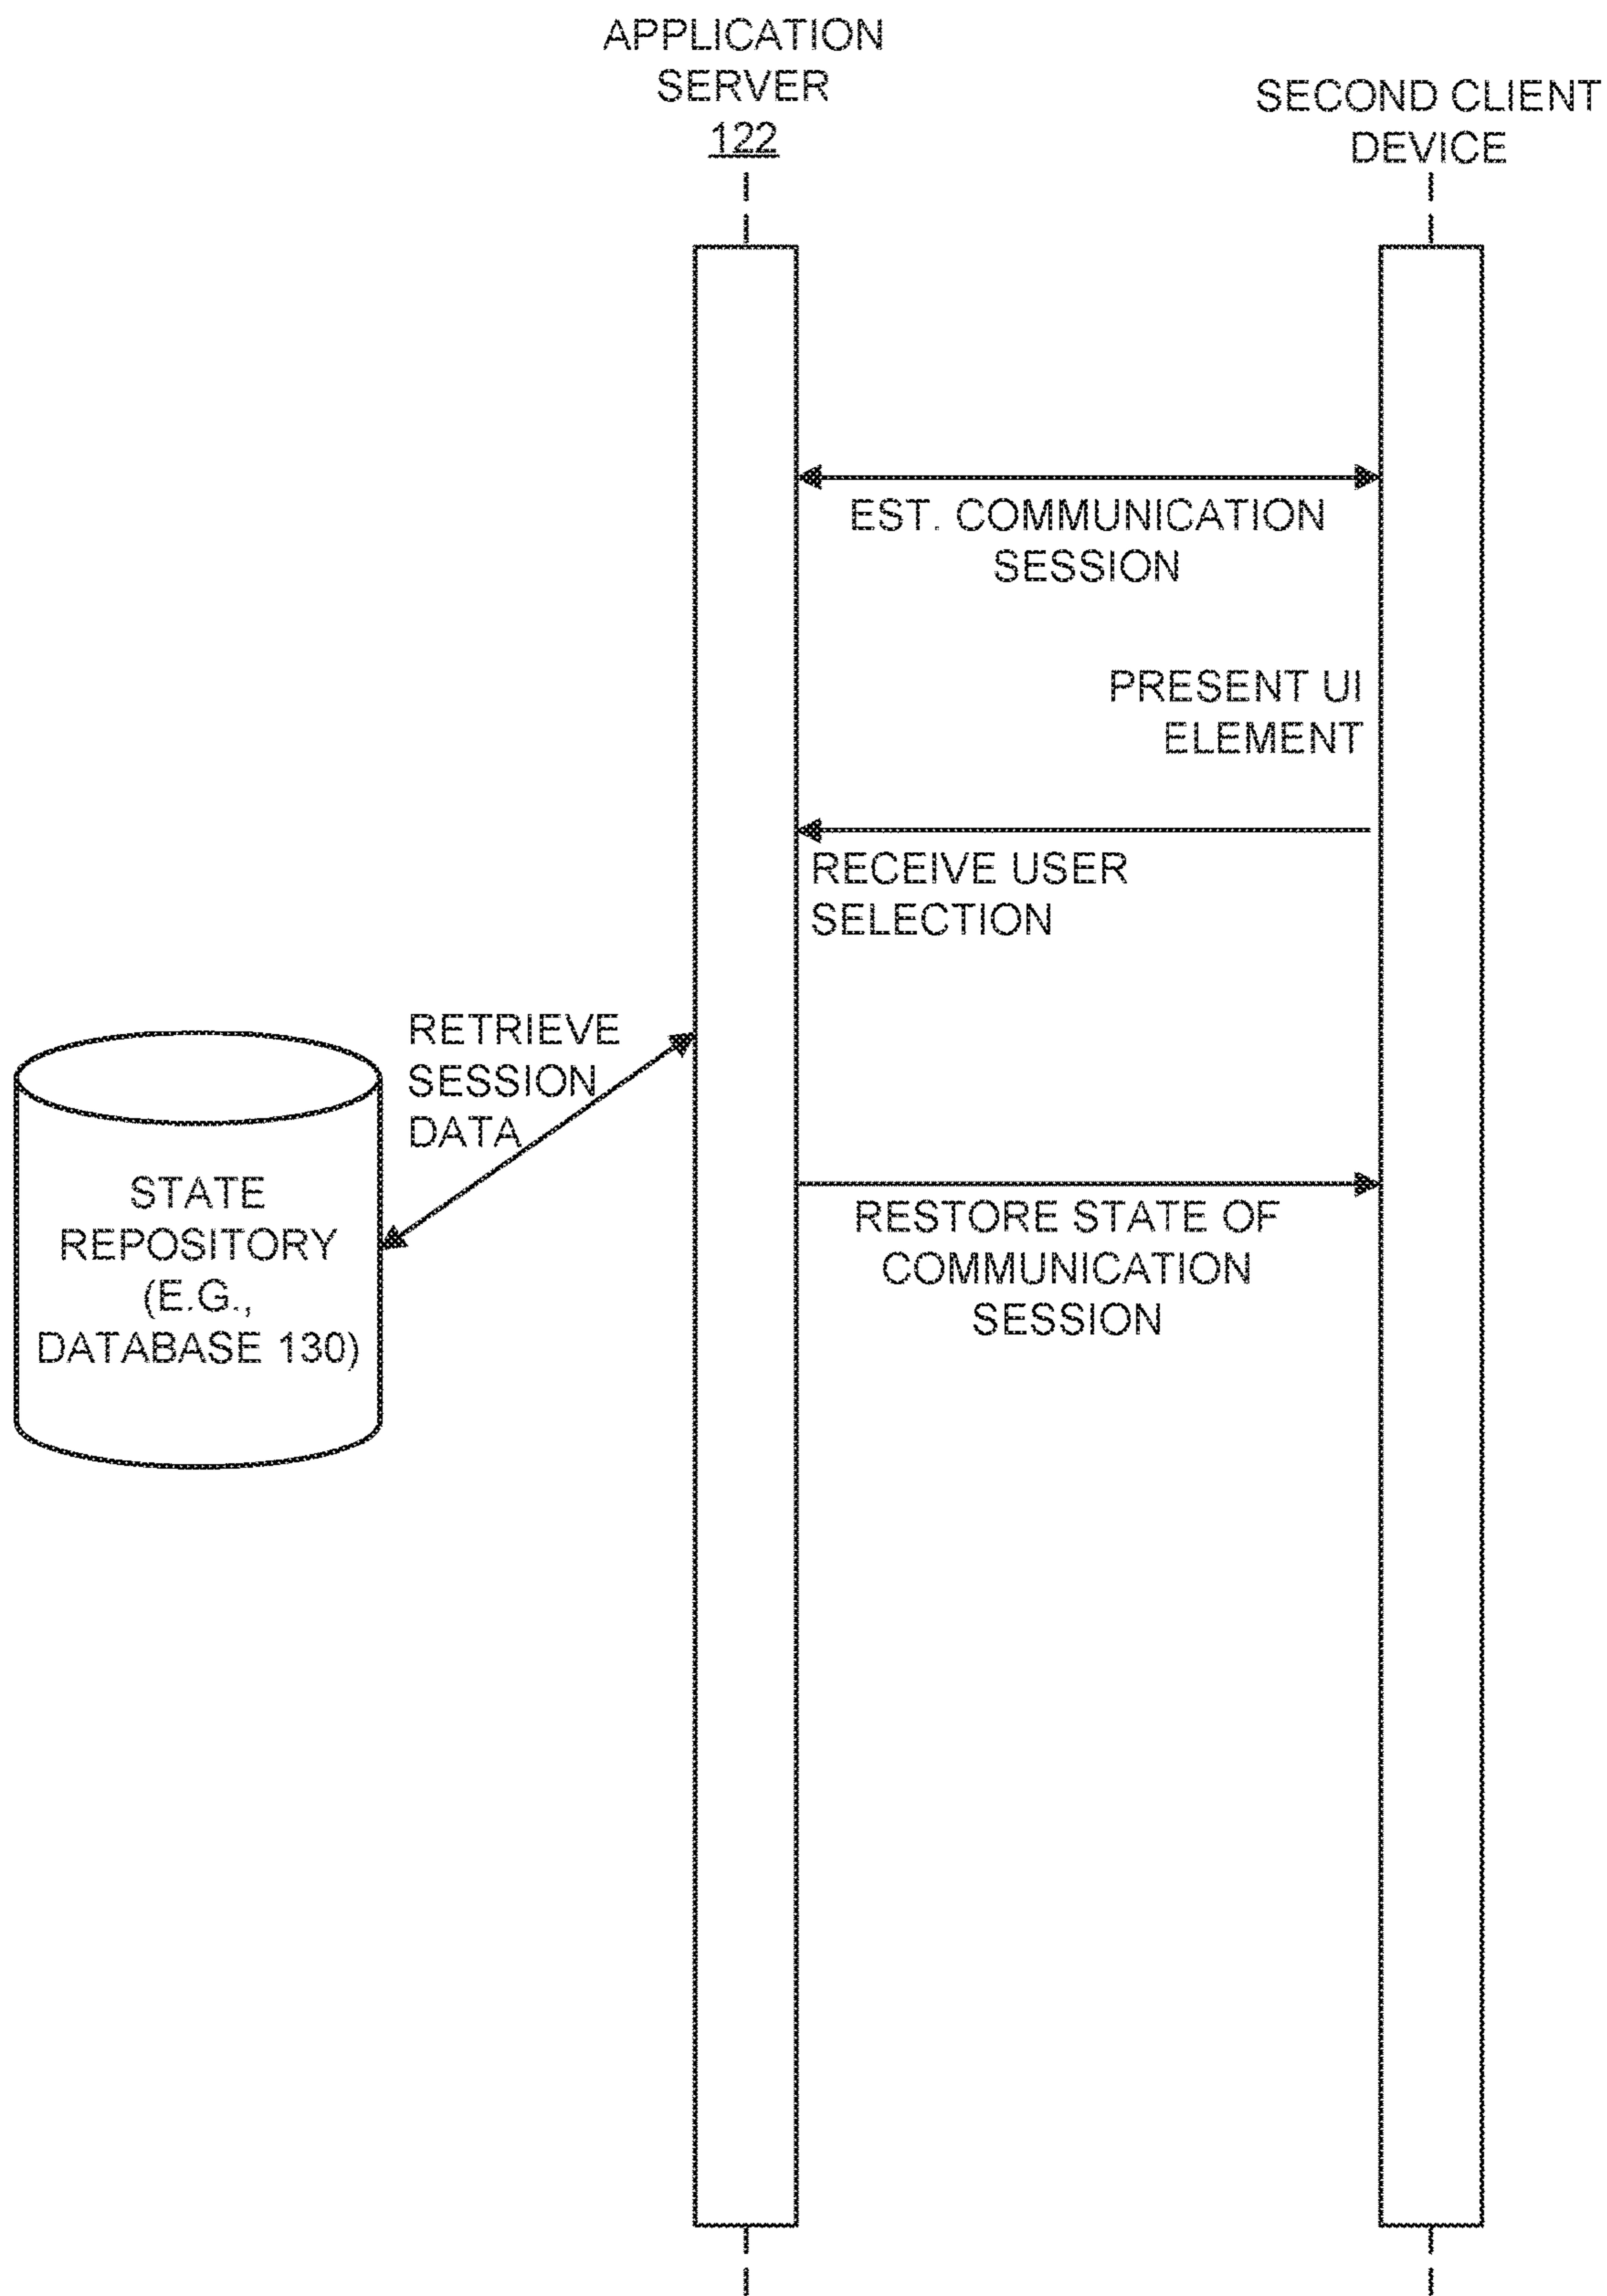 APPLICATION
SERVER
122
SECOND CLIENT
DEVICE
EST. COMMUNICATION
SESSION
PRESENT UI
ELEMENT
RECEIVE USER
SELECTION
RETRIEVE
SESSION
DATA
STATE
REPOSITORY
(E.G.,
DATABASE 130)
RESTORE STATE OF
COMMUNICATION
SESSION